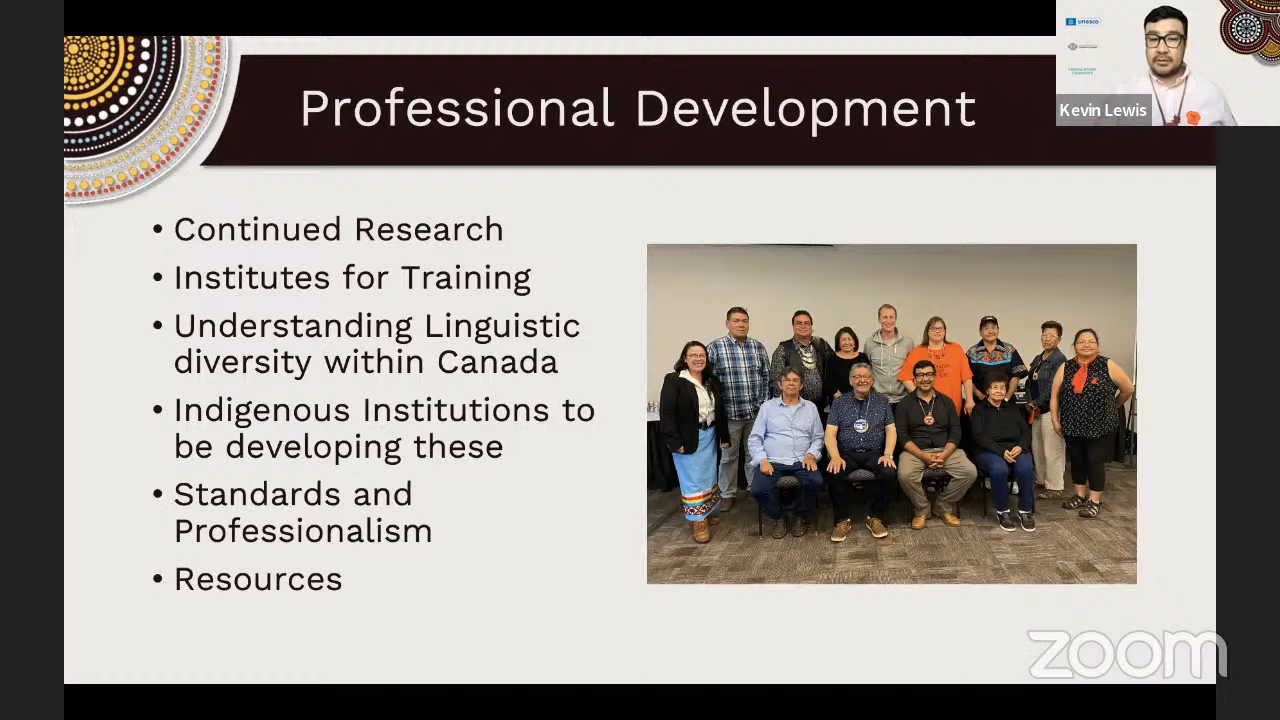 unesco
Kevin Lewis
Professional Development
• Continued Research
• Institutes for Training
• Understanding Linguistic
diversity within Canada
• Indigenous Institutions to
be developing these
• Standards and
Professionalism
• Resources
zoom